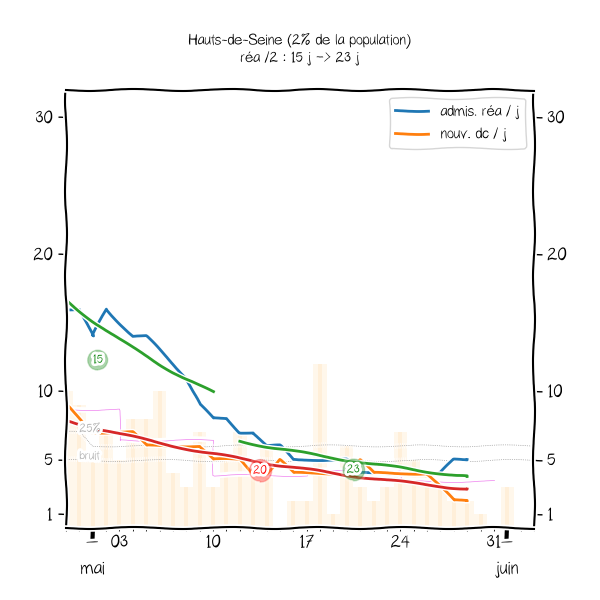 Hauts-de-Seine (2% de la population)
réa /2 : 15 j -> 23 j
admis. réa / j
nouv. dc / j
30 30
20 20
15
10 10
25%
bruit
5 5
20 23
1 1
03 10 17 24 31
mai juin